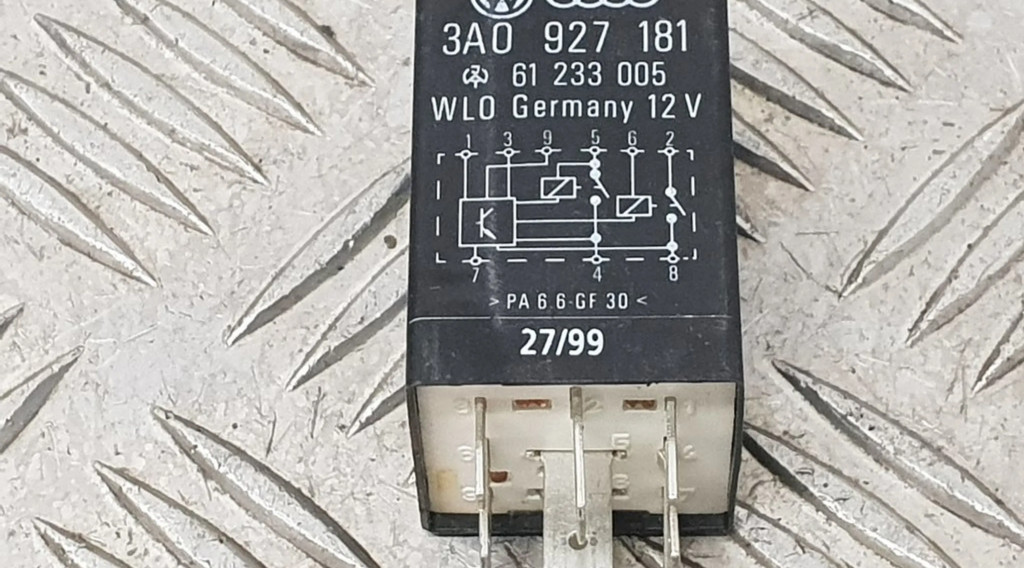 3A0 927 181
61 233 005
WLO Germany 12 V
1 3 9 5 6 2
7 4 8
> PA 6.6-GF 30 <
27/99